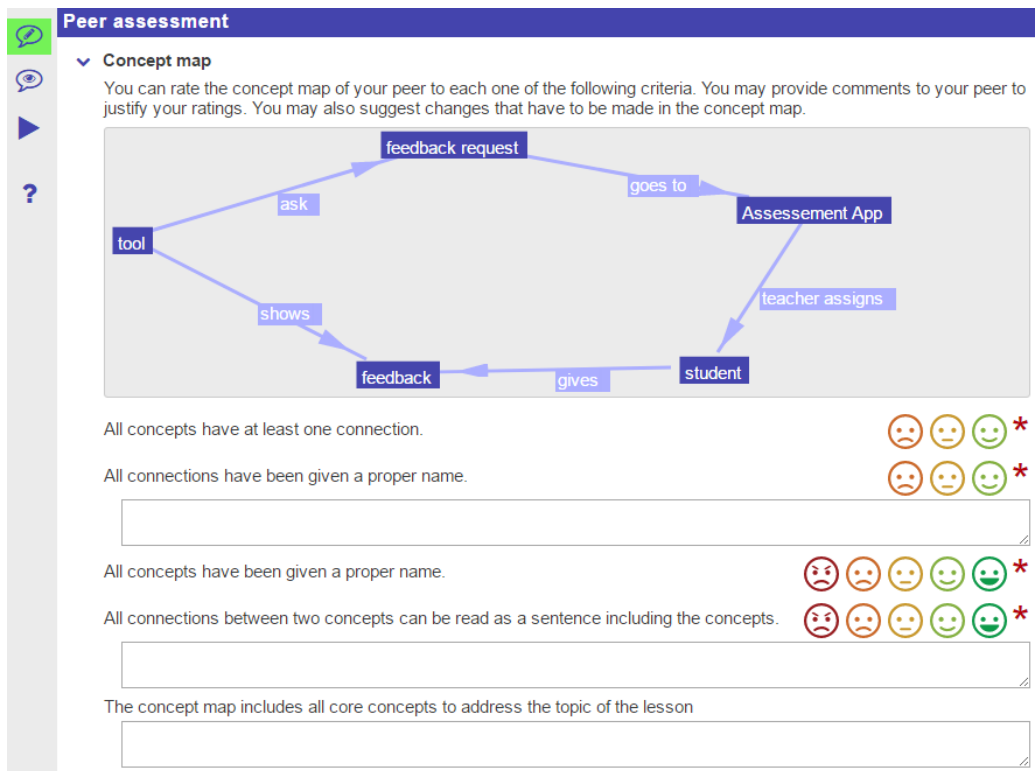 Peer assessment
Concept map
You can rate the concept map of your peer to each one of the following criteria. You may provide comments to your peer to
justify your ratings. You may also suggest changes that have to be made in the concept map.
feedback request
goes to
ask
Assessement App
tool
teacher assigns
shows
feedback
gives
student
All concepts have at least one connection. *
All connections have been given a proper name. *
All concepts have been given a proper name. *
All connections between two concepts can be read as a sentence including the concepts. *
The concept map includes all core concepts to address the topic of the lesson
?